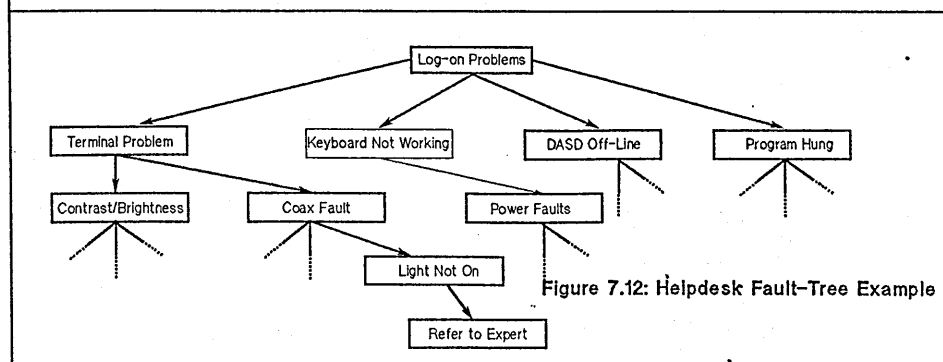 Log-on Problems
Terminal Problem
Keyboard Not Working
DASD Off-Line
Program Hung
Contrast/Brightness
Coax Fault
Power Faults
Light Not On
Figure 7.12: Helpdesk Fault-Tree Example
Refer to Expert